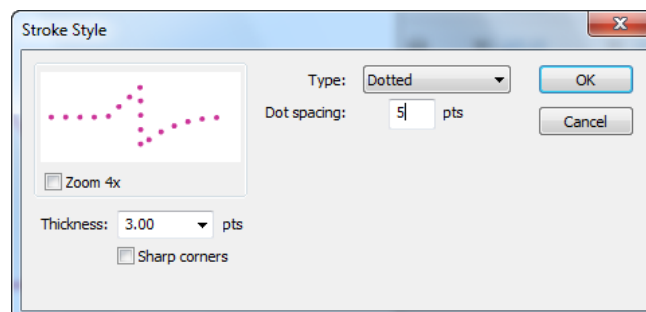 Stroke Style
Type: Dotted OK
Dot spacing: 5 pts Cancel
Zoom 4x
Thickness: 3.00 pts
Sharp corners